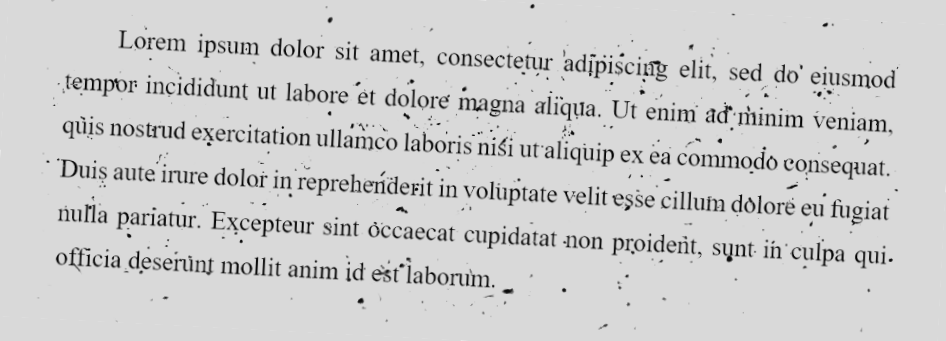 Lorem ipsum dolor sit amet, consectetur adipiscing elit, sed do eiusmod
tempor incididunt ut labore et dolore magna aliqua. Ut enim ad minim veniam,
quis nostrud exercitation ullamco laboris nisi ut aliquip ex ea commodo consequat.
Duis aute irure dolor in reprehenderit in voluptate velit esse cillum dolore eu fugiat
nulla pariatur. Excepteur sint occaecat cupidatat non proident, sunt in culpa qui
officia deserunt mollit anim id est laborum.